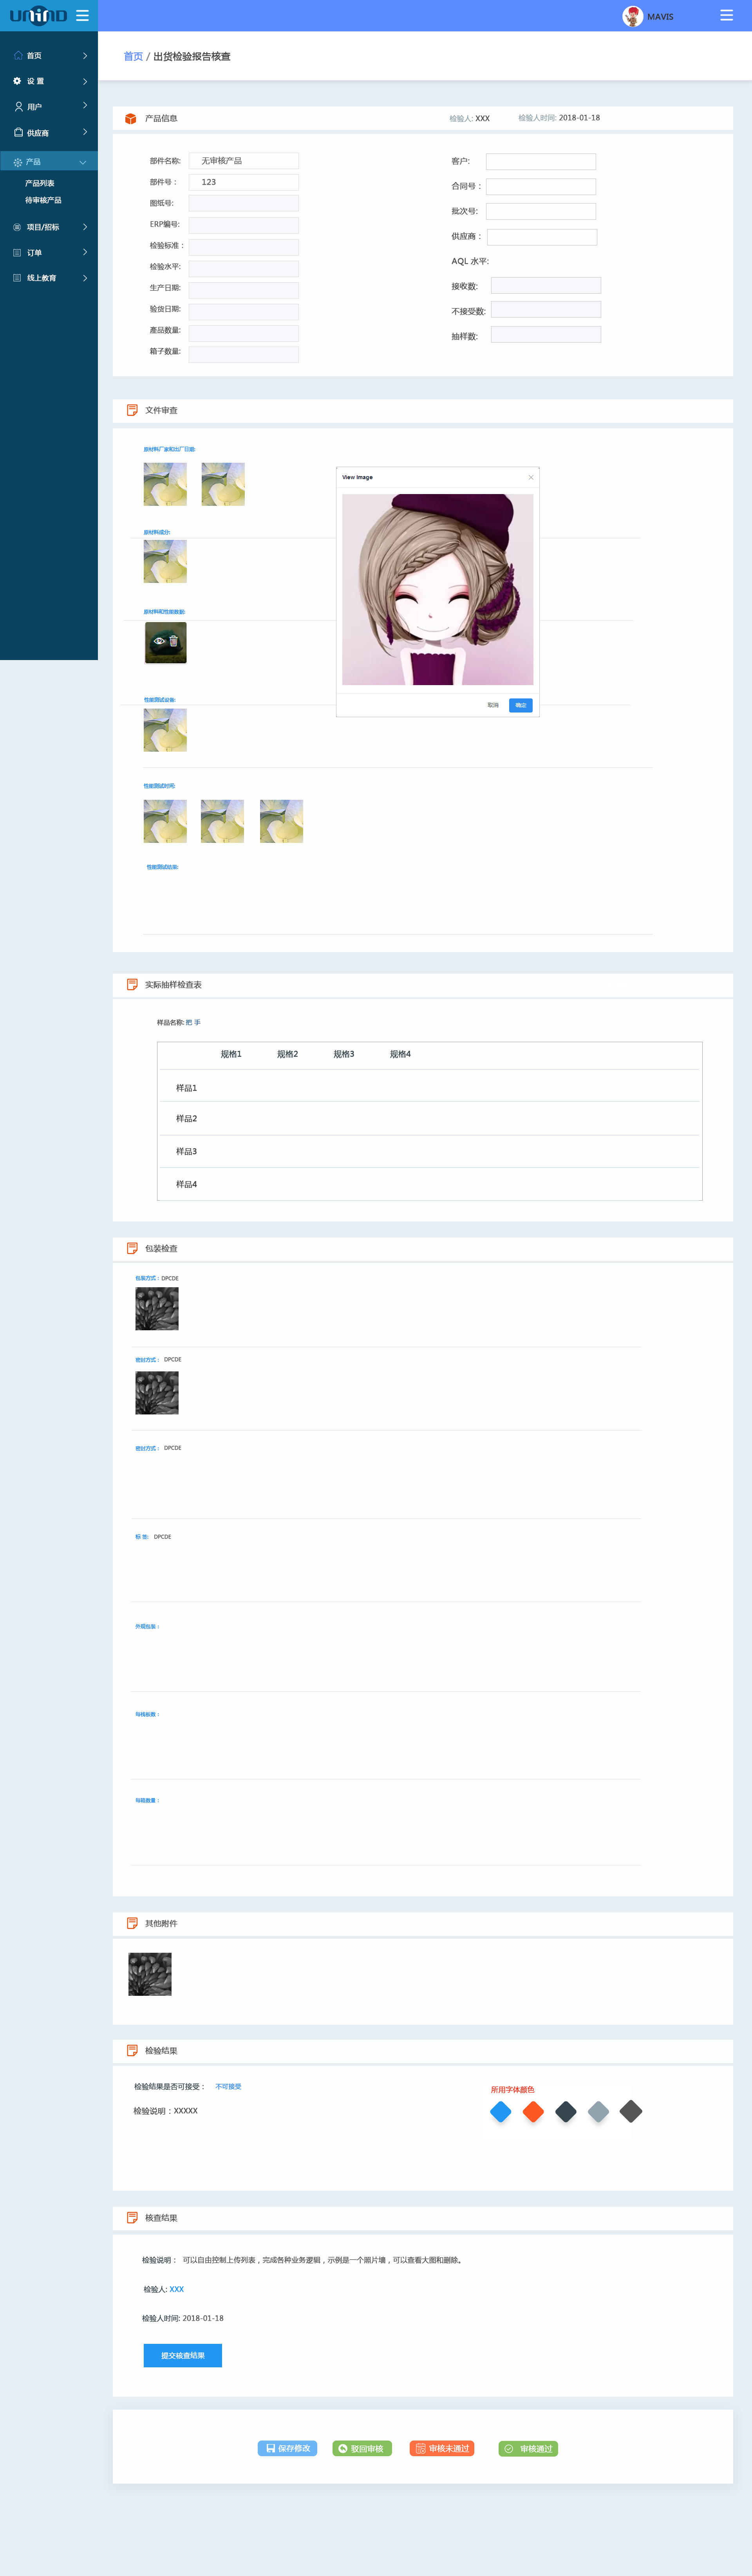 UNIND
MAVIS
首页
设 置
用户
供应商
产品
产品列表
待审核产品
项目/招标
订单
线上教育
首页 / 出货检验报告核查
产品信息
检验人: XXX
检验人时间: 2018-01-18
部件名称: 无审核产品
部件号： 123
图纸号:
ERP编号:
检验标准：
检验水平:
生产日期:
验货日期:
產品数量:
箱子数量:
客户:
合同号：
批次号:
供应商：
AQL 水平:
接收数:
不接受数:
抽样数:
文件审查
原材料厂家和出厂日期:
原材料成分:
原材料和性能数据:
性能测试设备:
性能测试时间:
性能测试结果:
View Image
取消
确定
实际抽样检查表
样品名称: 把 手
规格1 规格2 规格3 规格4
样品1
样品2
样品3
样品4
包装检查
包装方式： DPCDE
密封方式： DPCDE
密封方式： DPCDE
DPCDE
外观包装：
每栈板数：
每箱数量：
其他附件
检验结果
检验结果是否可接受： 不可接受
检验说明：XXXXX
所用字体颜色
核查结果
检验说明： 可以自由控制上传列表，完成各种业务逻辑，示例是一个照片墙，可以查看大图和删除。
检验人: XXX
检验人时间: 2018-01-18
提交核查结果
保存修改
驳回审核
审核未通过
审核通过